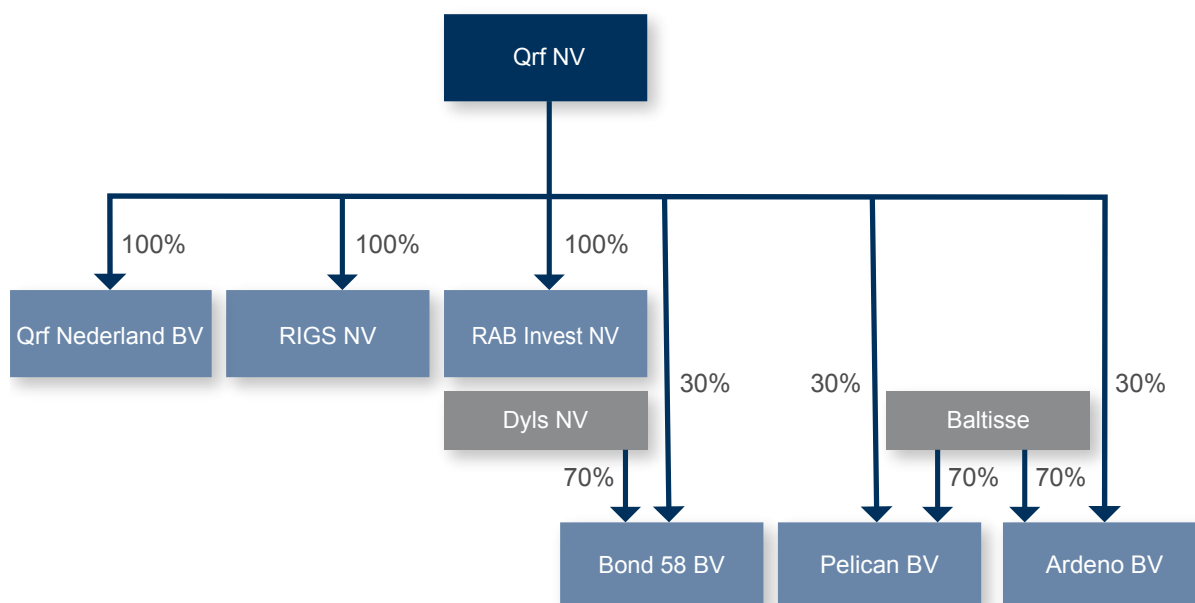 Qrf NV
100%
100%
100%
Qrf Nederland BV
RIGS NV
RAB Invest NV
30%
30%
30%
Dyls NV
Baltisse
70%
70%
70%
Bond 58 BV
Pelican BV
Ardeno BV